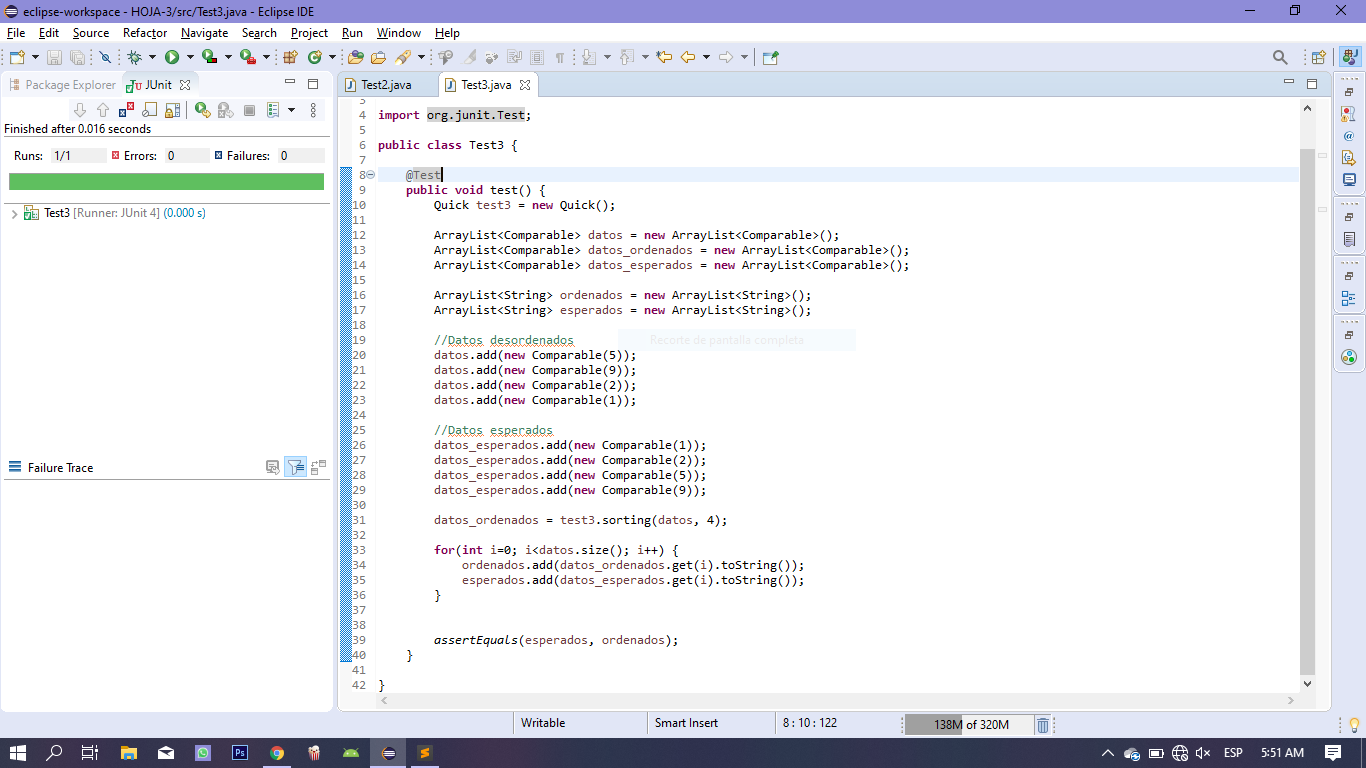 eclipse-workspace - HOJA-3/src/Test3.java - Eclipse IDE
File Edit Source Refactor Navigate Search Project Run Window Help
Package Explorer JUnit
Finished after 0.016 seconds
Runs: 1/1 Errors: 0 Failures: 0
Test3 [Runner: JUnit 4] (0.000 s)
Failure Trace
Test2.java Test3.java
3
4 import org.junit.Test;
5
6 public class Test3 {
7
8 @Test
9 public void test() {
10 Quick test3 = new Quick();
11
12 ArrayList<Comparable> datos = new ArrayList<Comparable>();
13 ArrayList<Comparable> datos_ordenados = new ArrayList<Comparable>();
14 ArrayList<Comparable> datos_esperados = new ArrayList<Comparable>();
15
16 ArrayList<String> ordenados = new ArrayList<String>();
17 ArrayList<String> esperados = new ArrayList<String>();
18
Recorte de pantalla completa
19 //Datos desordenados
20 datos.add(new Comparable(5));
21 datos.add(new Comparable(9));
22 datos.add(new Comparable(2));
23 datos.add(new Comparable(1));
24
25 //Datos esperados
26 datos_esperados.add(new Comparable(1));
27 datos_esperados.add(new Comparable(2));
28 datos_esperados.add(new Comparable(5));
29 datos_esperados.add(new Comparable(9));
30
31 datos_ordenados = test3.sorting(datos, 4);
32
33 for(int i=0; i<datos.size(); i++) {
34 ordenados.add(datos_ordenados.get(i).toString());
35 esperados.add(datos_esperados.get(i).toString());
36 }
37
38
39 assertEquals(esperados, ordenados);
40 }
41
42 }
Writable Smart Insert 8 : 10 : 122 138M of 320M
Ps
ESP 5:51 AM